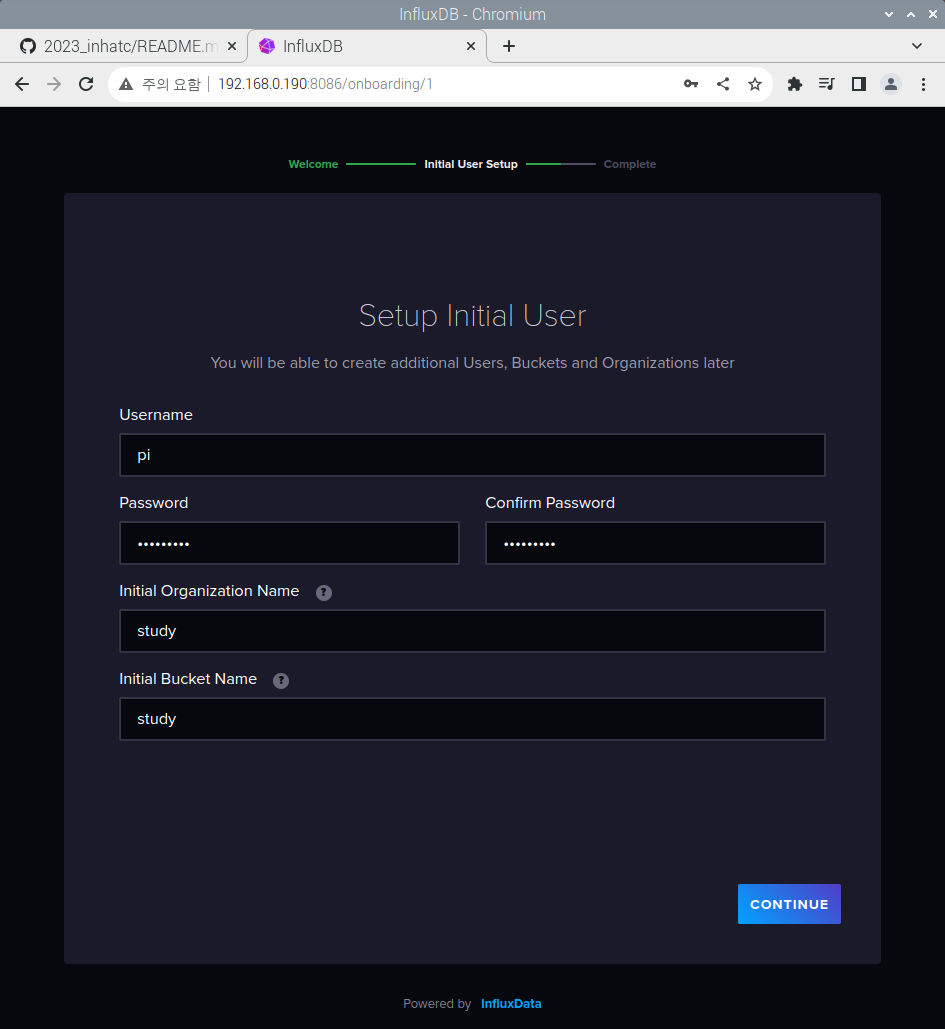 InfluxDB - Chromium
2023_inhatc/README.m
InfluxDB
주의 요함
192.168.0.190:8086/onboarding/1
Welcome
Initial User Setup
Complete
Setup Initial User
You will be able to create additional Users, Buckets and Organizations later
Username
pi
Password
Confirm Password
•••••••••
•••••••••
Initial Organization Name ?
study
Initial Bucket Name ?
study
CONTINUE
Powered by InfluxData